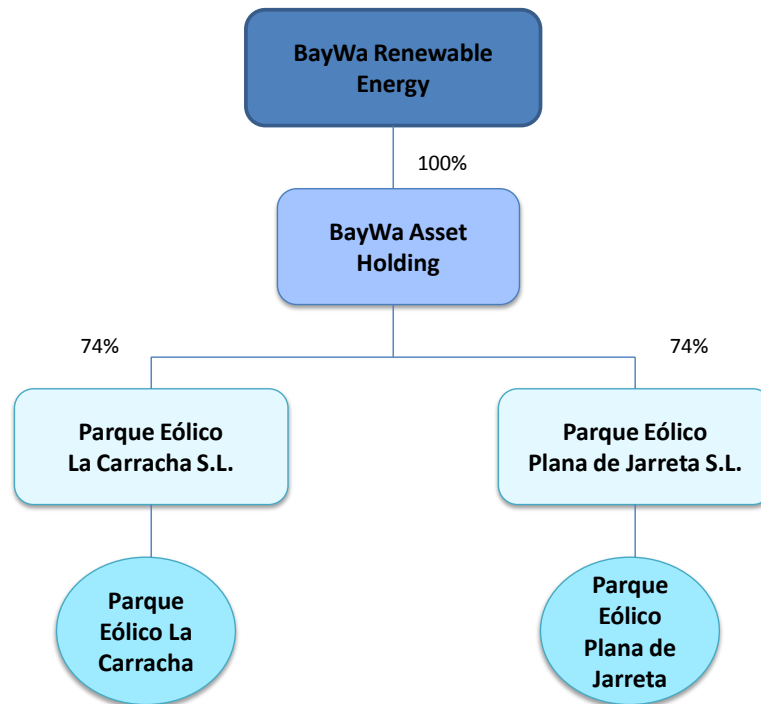 BayWa Renewable
Energy
100%
BayWa Asset
Holding
74%
74%
Parque Eólico
La Carracha S.L.
Parque Eólico
Plana de Jarreta S.L.
Parque
Eólico La
Carracha
Parque
Eólico
Plana de
Jarreta